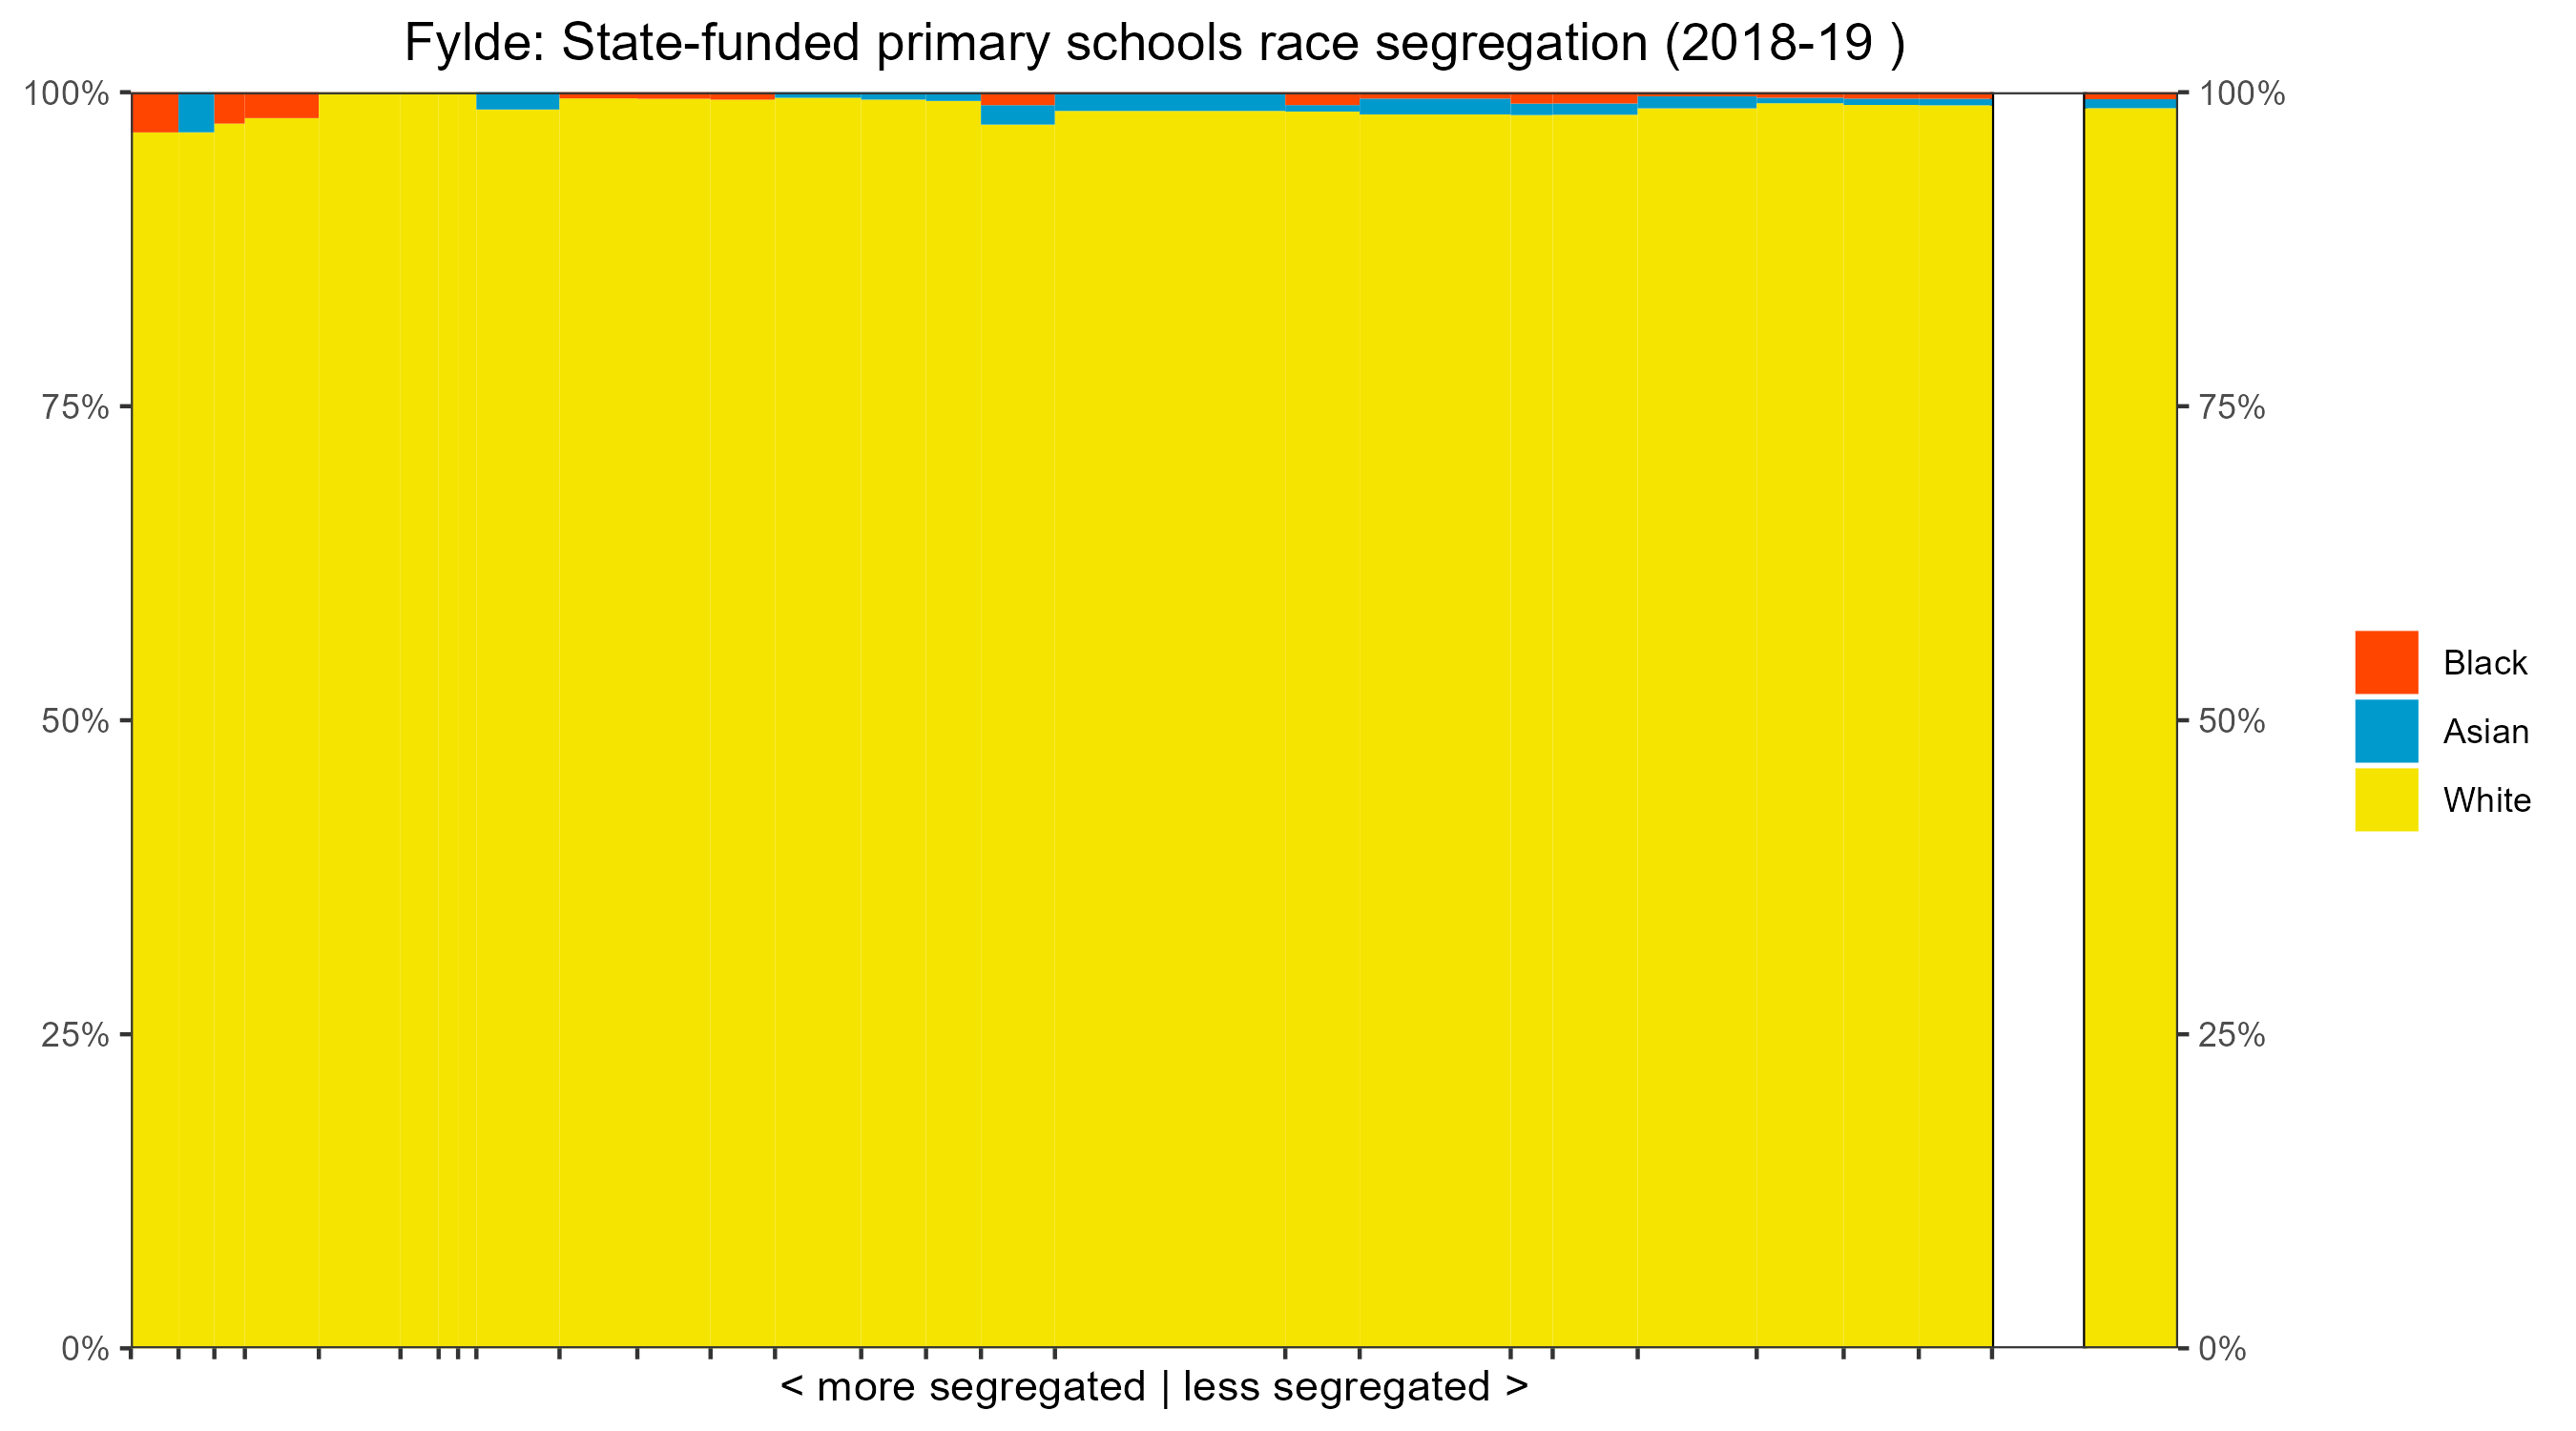 Fylde: State-funded primary schools race segregation (2018-19 )
100%
100%
75%
75%
50%
50%
25%
25%
0%
0%
Black
Asian
White
< more segregated | less segregated >